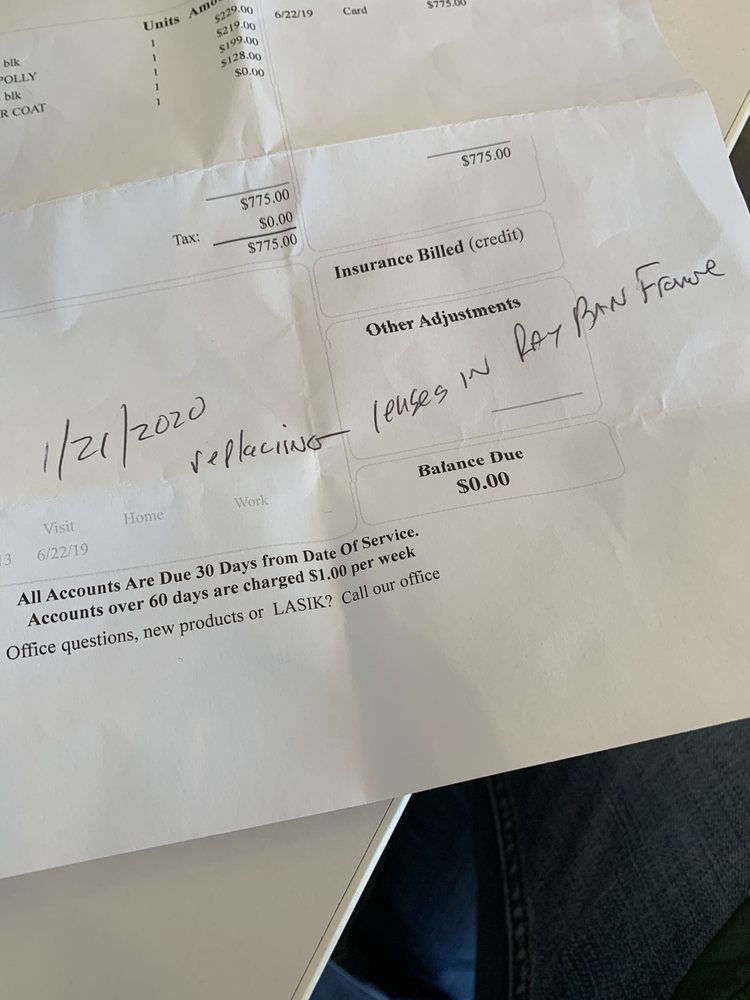 Units Amou
1 $229.00 6/22/19 Card $775.00
blk 1 $219.00
POLLY 1 $199.00
blk 1 $128.00
R COAT 1 $0.00
$775.00 $775.00
Tax: $0.00
$775.00
Insurance Billed (credit)
Other Adjustments
1/21/2020 replaciing lenses IN RAY BAN Frame
Balance Due
$0.00
Visit Home Work
13 6/22/19
All Accounts Are Due 30 Days from Date Of Service.
Accounts over 60 days are charged $1.00 per week
Office questions, new products or LASIK? Call our office